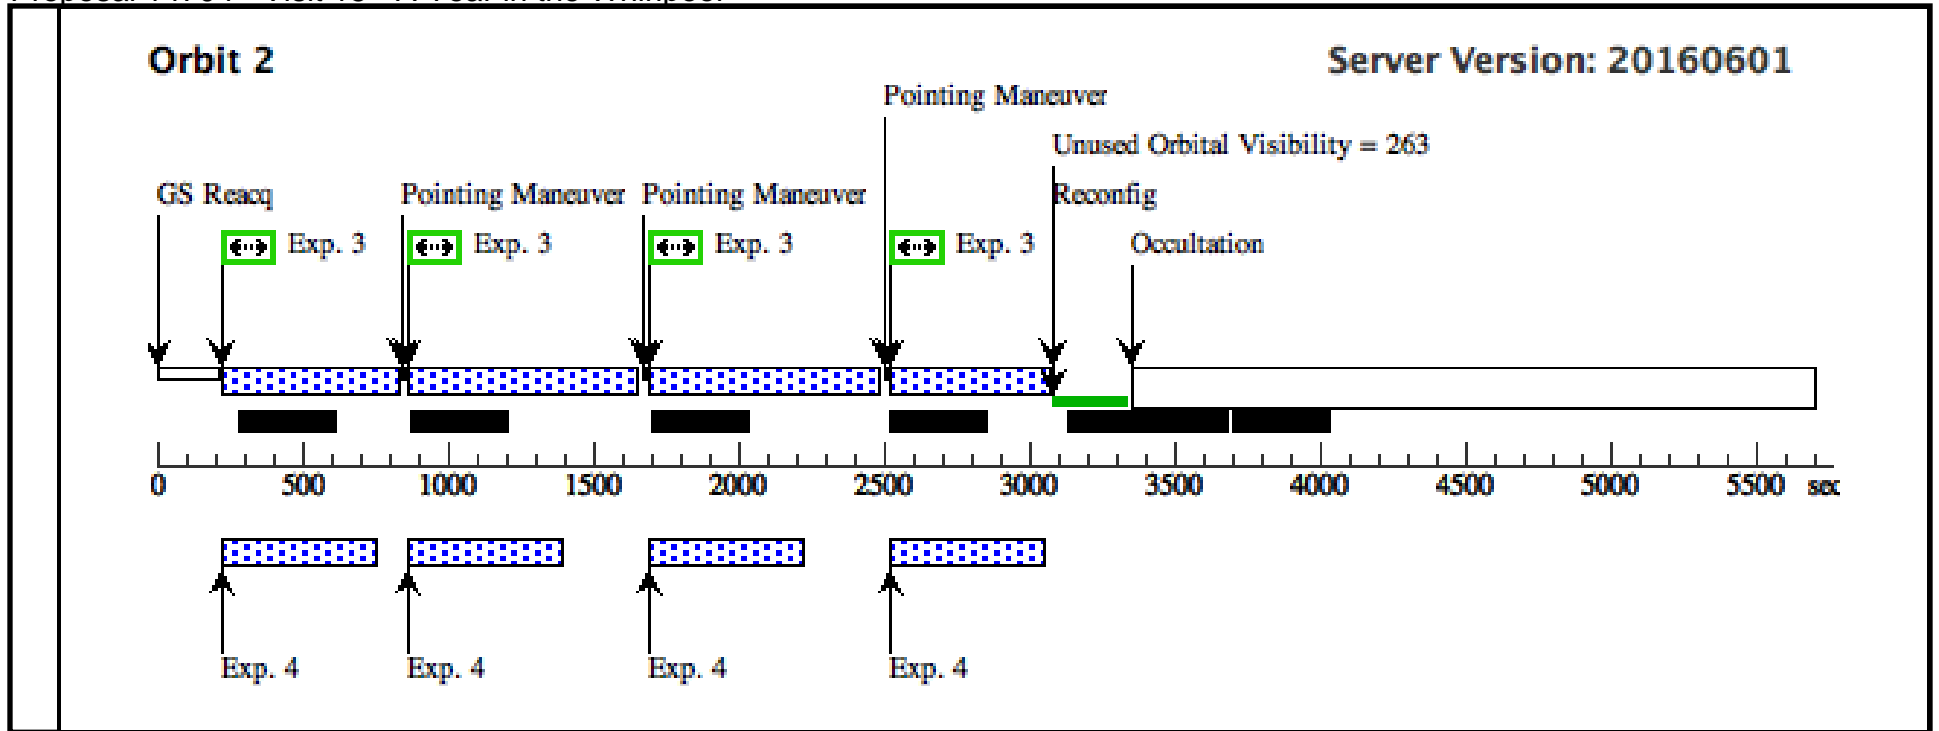 Orbit 2
Server Version: 20160601
Pointing Maneuver
Unused Orbital Visibility = 263
GS Reacq
Pointing Maneuver
Pointing Maneuver
Reconfig
Exp. 3
Exp. 3
Exp. 3
Exp. 3
Occultation
0 500 1000 1500 2000 2500 3000 3500 4000 4500 5000 5500 sec
Exp. 4
Exp. 4
Exp. 4
Exp. 4